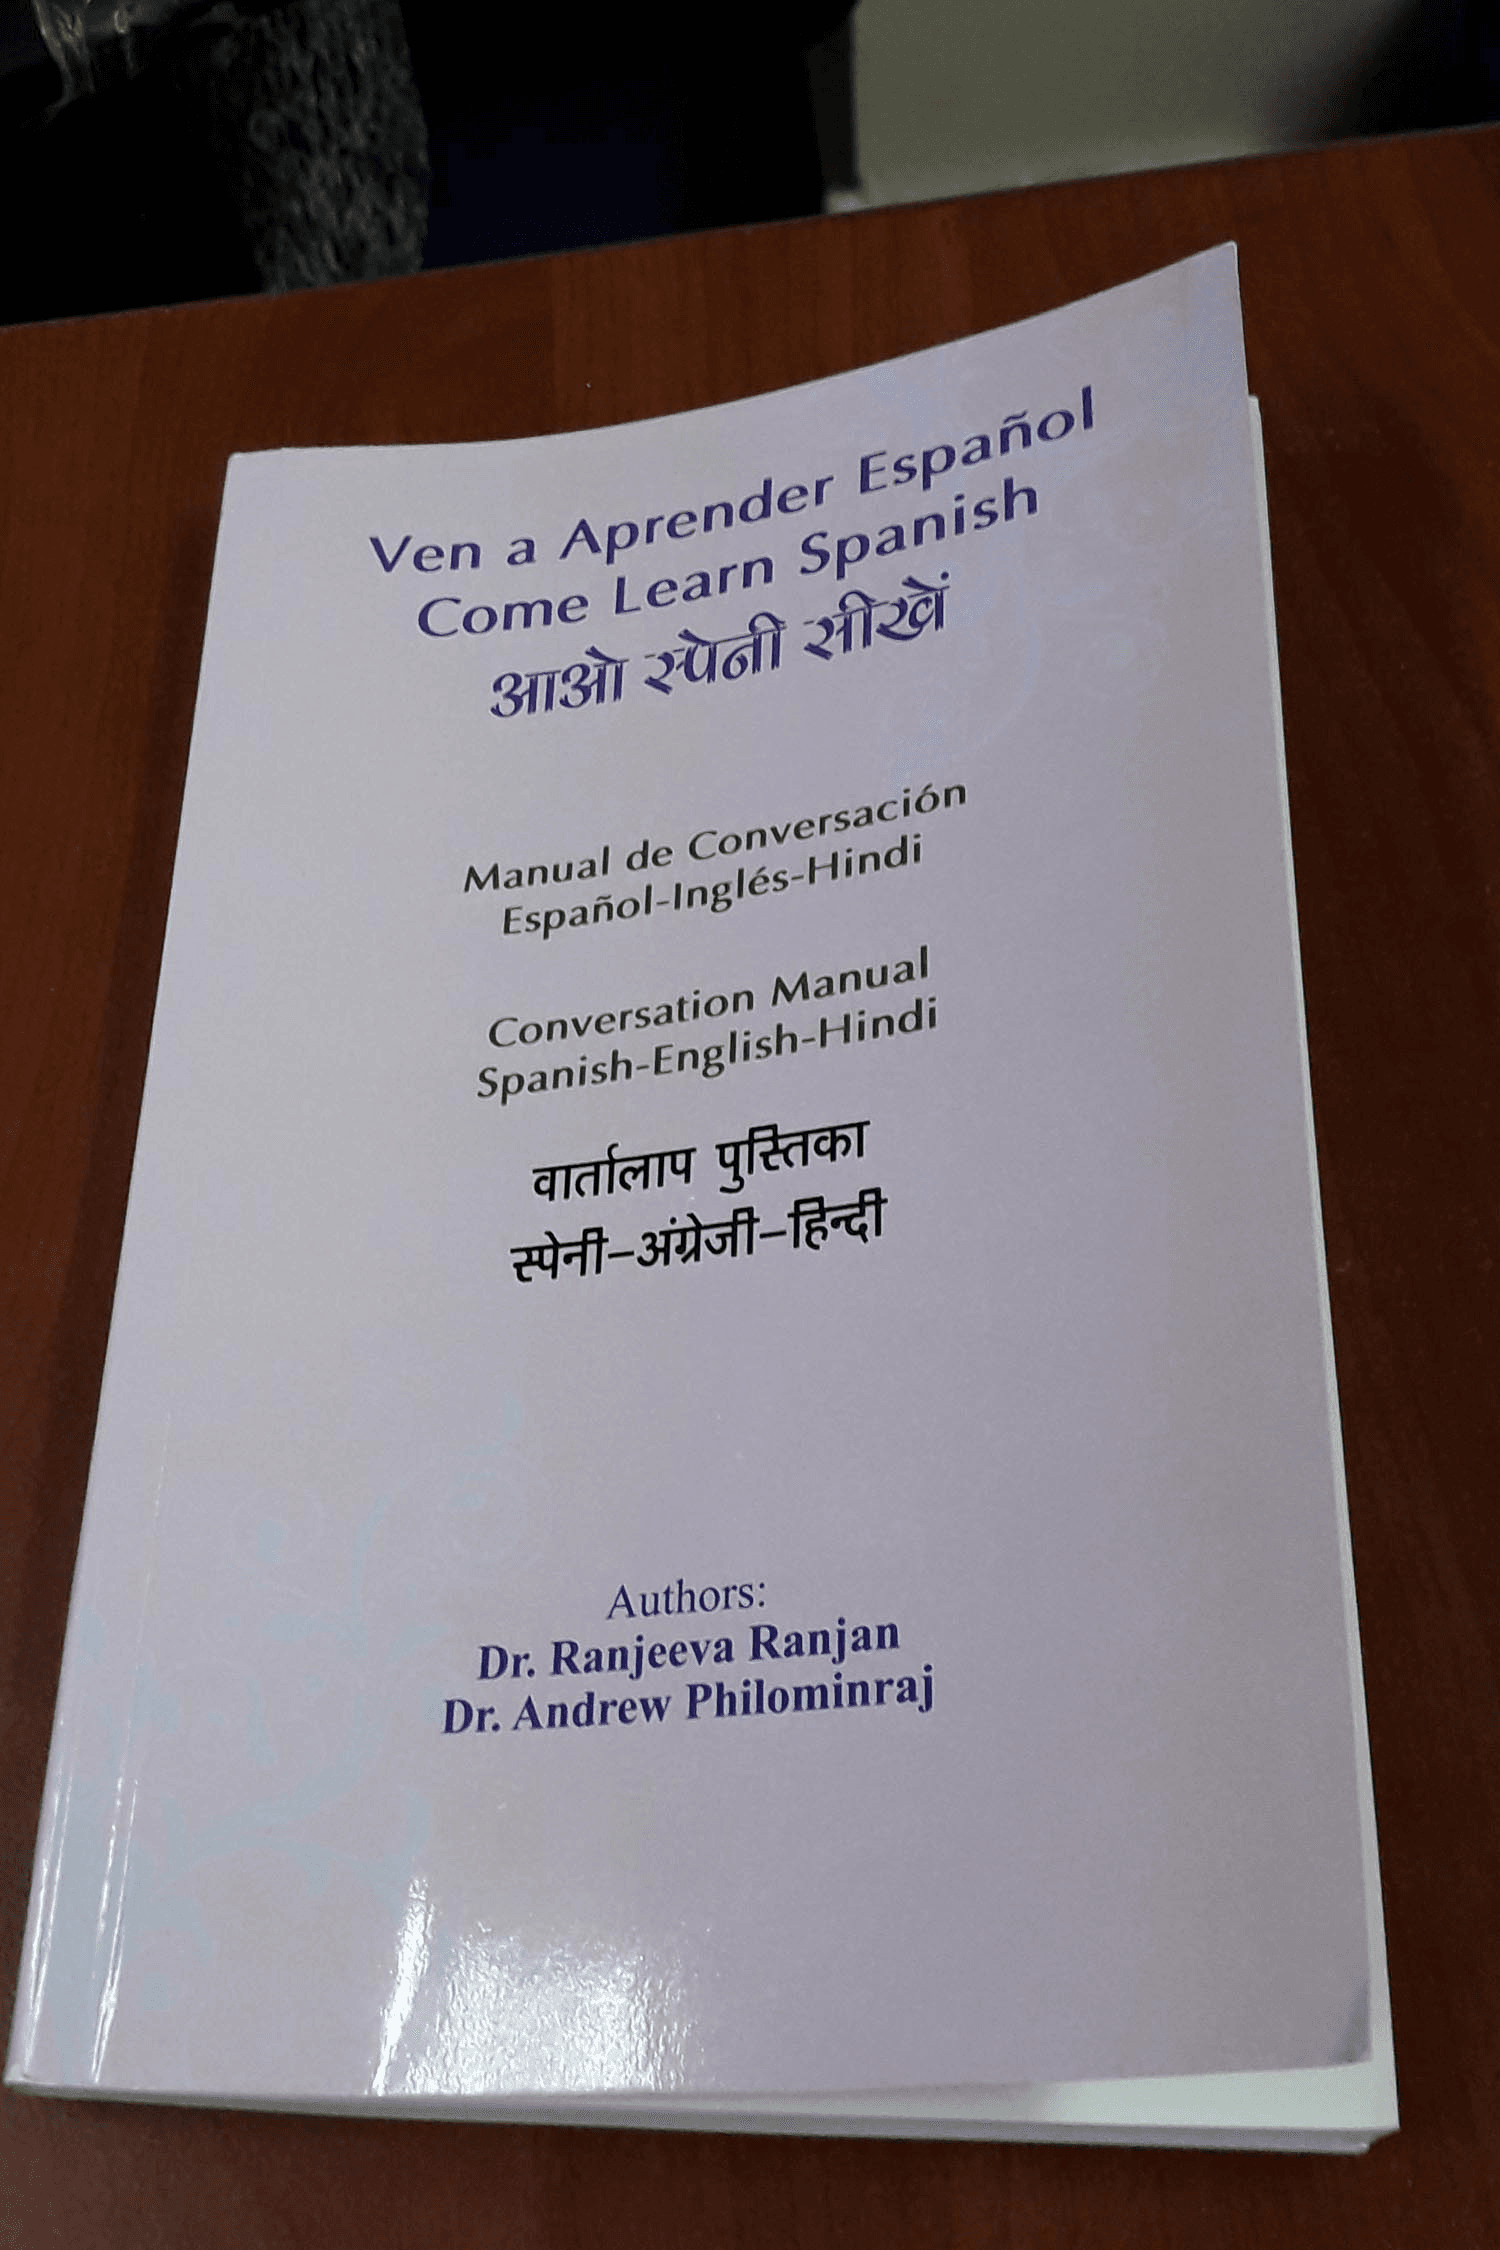 Ven a Aprender Español
Come Learn Spanish
आओ स्पेनी सीखें
Manual de Conversación
Español-Inglés-Hindi
Conversation Manual
Spanish-English-Hindi
वार्तालाप पुस्तिका
स्पेनी–अंग्रेजी–हिन्दी
Authors:
Dr. Ranjeeva Ranjan
Dr. Andrew Philominraj